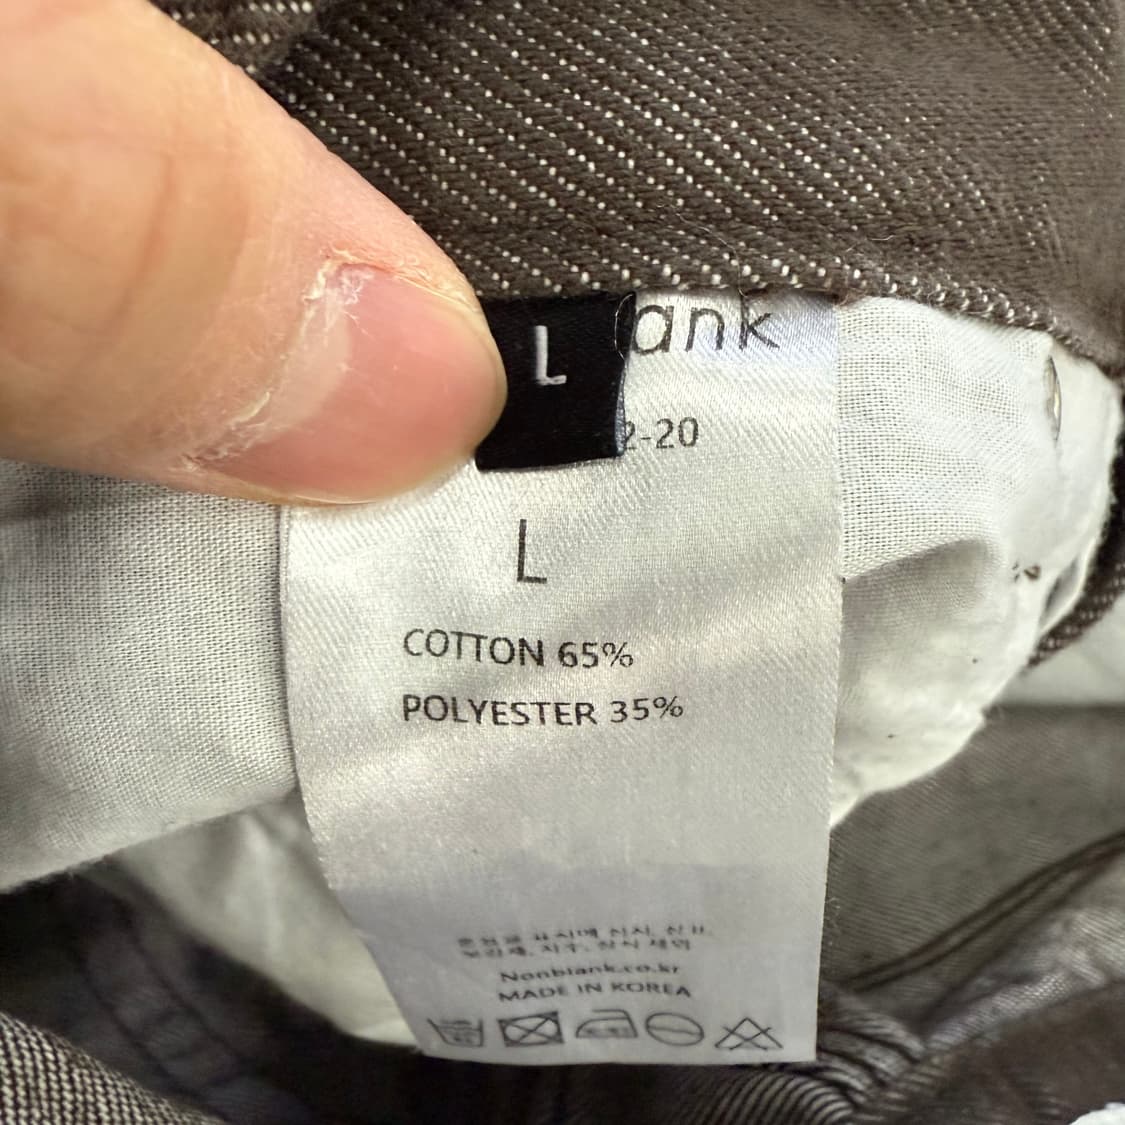 L
ank
2-20
L
COTTON 65%
POLYESTER 35%
Nonblank.co.kr
MADE IN KOREA